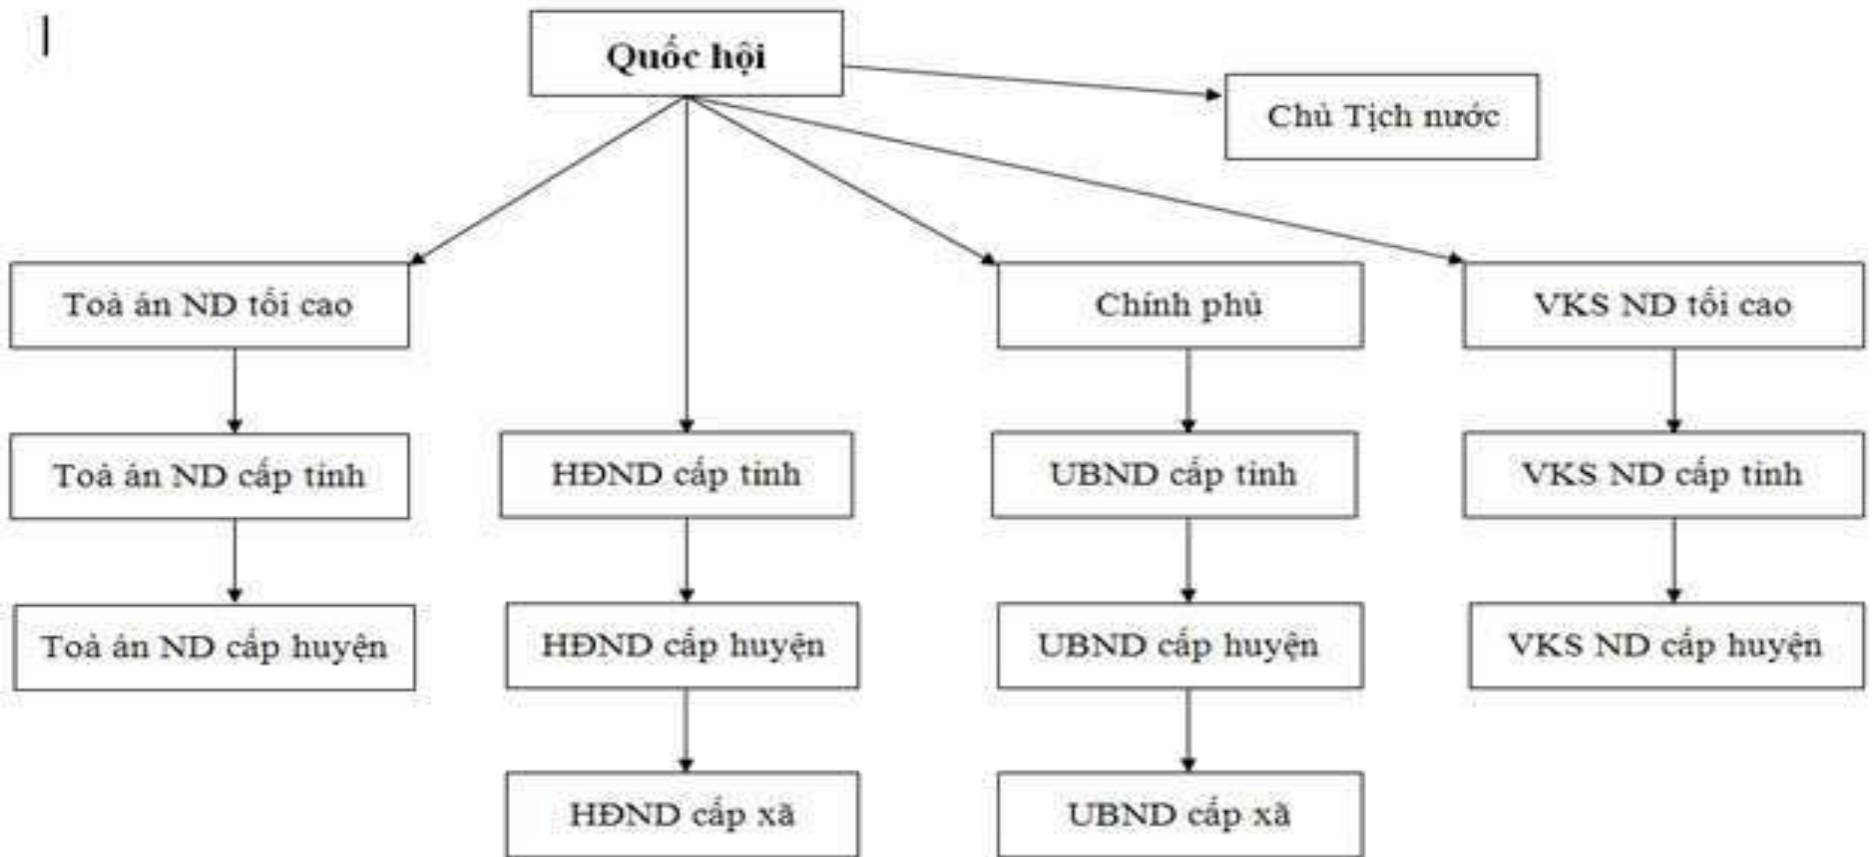 Quốc hội
Chủ Tịch nước
Toà án ND tối cao
Chính phủ
VKS ND tối cao
Toà án ND cấp tỉnh
HĐND cấp tỉnh
UBND cấp tỉnh
VKS ND cấp tỉnh
Toà án ND cấp huyện
HĐND cấp huyện
UBND cấp huyện
VKS ND cấp huyện
HĐND cấp xã
UBND cấp xã